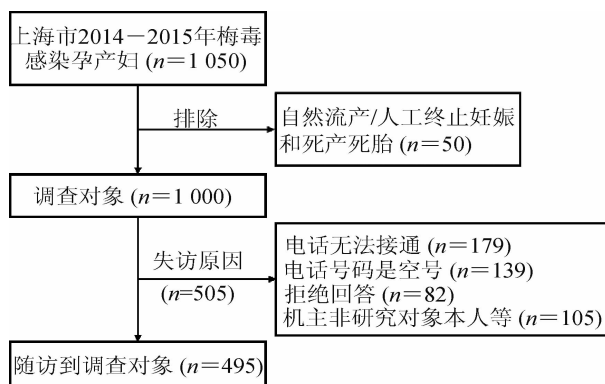 上海市2014－2015年梅毒
感染孕产妇 (n＝1 050)
排除
自然流产/人工终止妊娠
和死产死胎 (n＝50)
调查对象 (n＝1 000)
失访原因
(n=505)
电话无法接通 (n＝179)
电话号码是空号 (n＝139)
拒绝回答 (n＝82)
机主非研究对象本人等 (n＝105)
随访到调查对象 (n＝495)